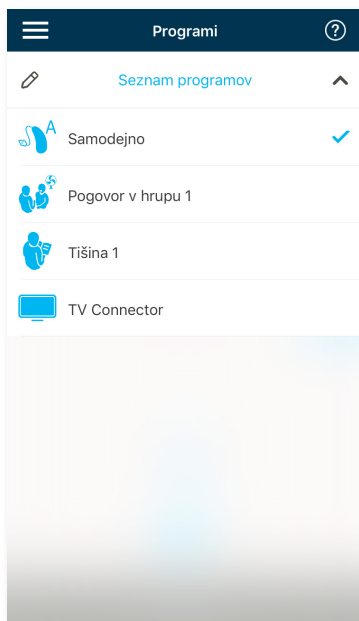 Programi
?
Seznam programov
A
Samodejno
Pogovor v hrupu 1
Tišina 1
TV Connector